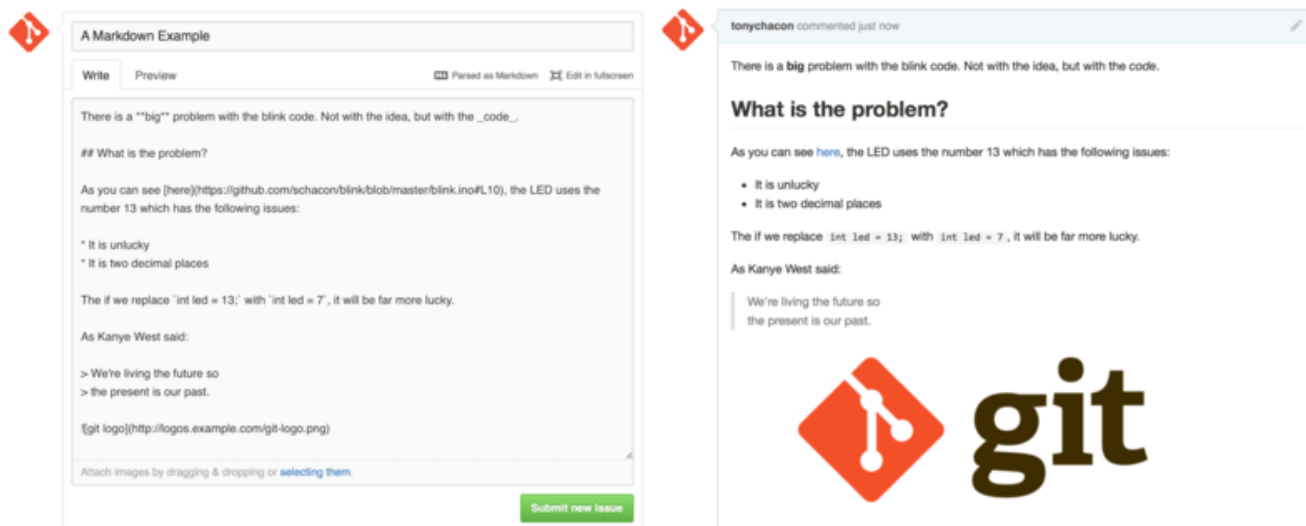 A Markdown Example
Write Preview Parsed as Markdown Edit in fullscreen
There is a **big** problem with the blink code. Not with the idea, but with the _code_.
## What is the problem?
As you can see [here](https://github.com/schacon/blink/blob/master/blink.ino#L10), the LED uses the
number 13 which has the following issues:
* It is unlucky
* It is two decimal places
The if we replace `int led = 13;` with `int led = 7`, it will be far more lucky.
As Kanye West said:
> We're living the future so
> the present is our past.
![git logo](http://logos.example.com/git-logo.png)
Attach images by dragging & dropping or selecting them.
Submit new issue
tonychacon commented just now
There is a big problem with the blink code. Not with the idea, but with the code.
What is the problem?
As you can see here, the LED uses the number 13 which has the following issues:
• It is unlucky
• It is two decimal places
The if we replace int led = 13; with int led = 7 , it will be far more lucky.
As Kanye West said:
We're living the future so
the present is our past.
git